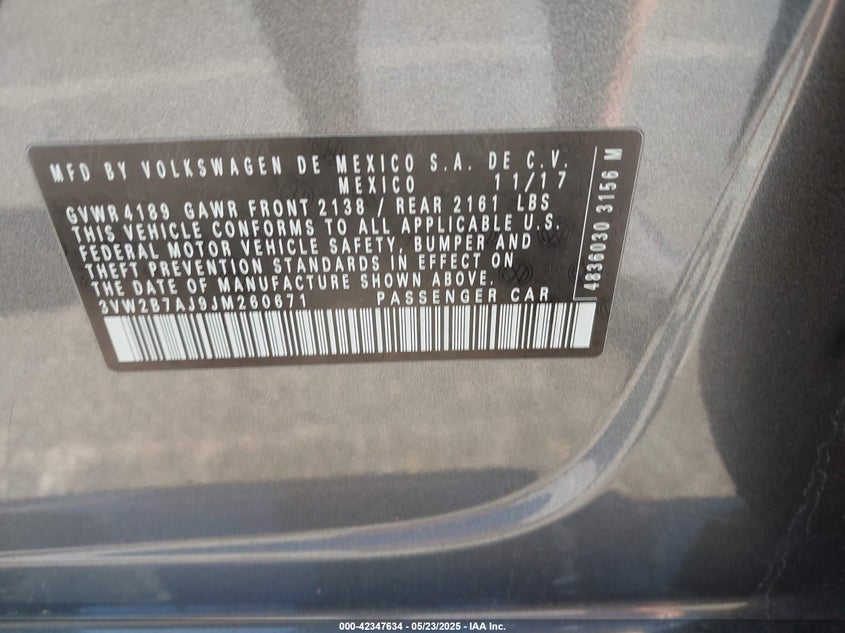 MFD BY VOLKSWAGEN DE MEXICO S.A. DE C.V.
MEXICO 11/17
GVWR 4189 GAWR FRONT 2138 / REAR 2161 LBS
THIS VEHICLE CONFORMS TO ALL APPLICABLE U.S.
FEDERAL MOTOR VEHICLE SAFETY, BUMPER AND
THEFT PREVENTION STANDARDS IN EFFECT ON
THE DATE OF MANUFACTURE SHOWN ABOVE.
3VW2B7AJ9JM260671 PASSENGER CAR
4836030 3156 M
000-42347634 / 05/23/2025 - IAA Inc.